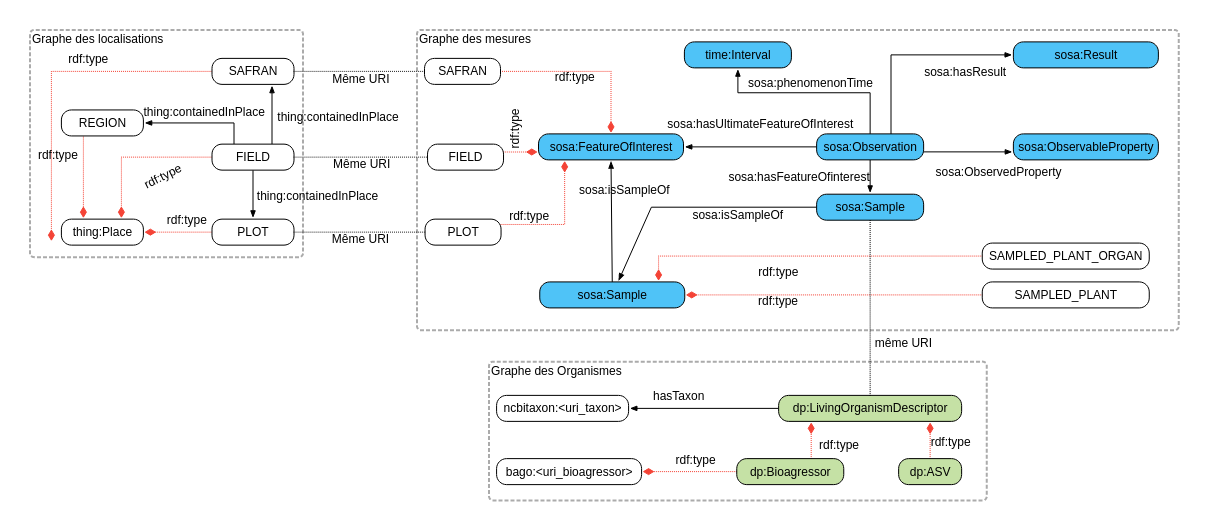 Graphe des localisations
rdf:type
SAFRAN
REGION
thing:containedInPlace
thing:containedInPlace
rdf:type
FIELD
rdf:type
thing:containedInPlace
rdf:type
thing:Place
PLOT
Même URI
Même URI
Même URI
Graphe des mesures
SAFRAN
rdf:type
FIELD
rdf:type
PLOT
rdf:type
time:Interval
sosa:phenomenonTime
sosa:Result
sosa:hasResult
sosa:hasUltimateFeatureOfInterest
sosa:FeatureOfInterest
sosa:Observation
sosa:ObservableProperty
sosa:ObservedProperty
sosa:hasFeatureOfinterest
sosa:isSampleOf
sosa:isSampleOf
sosa:Sample
SAMPLED_PLANT_ORGAN
rdf:type
sosa:Sample
SAMPLED_PLANT
rdf:type
même URI
Graphe des Organismes
hasTaxon
ncbitaxon:<uri_taxon>
dp:LivingOrganismDescriptor
rdf:type
rdf:type
rdf:type
bago:<uri_bioagressor>
dp:Bioagressor
dp:ASV